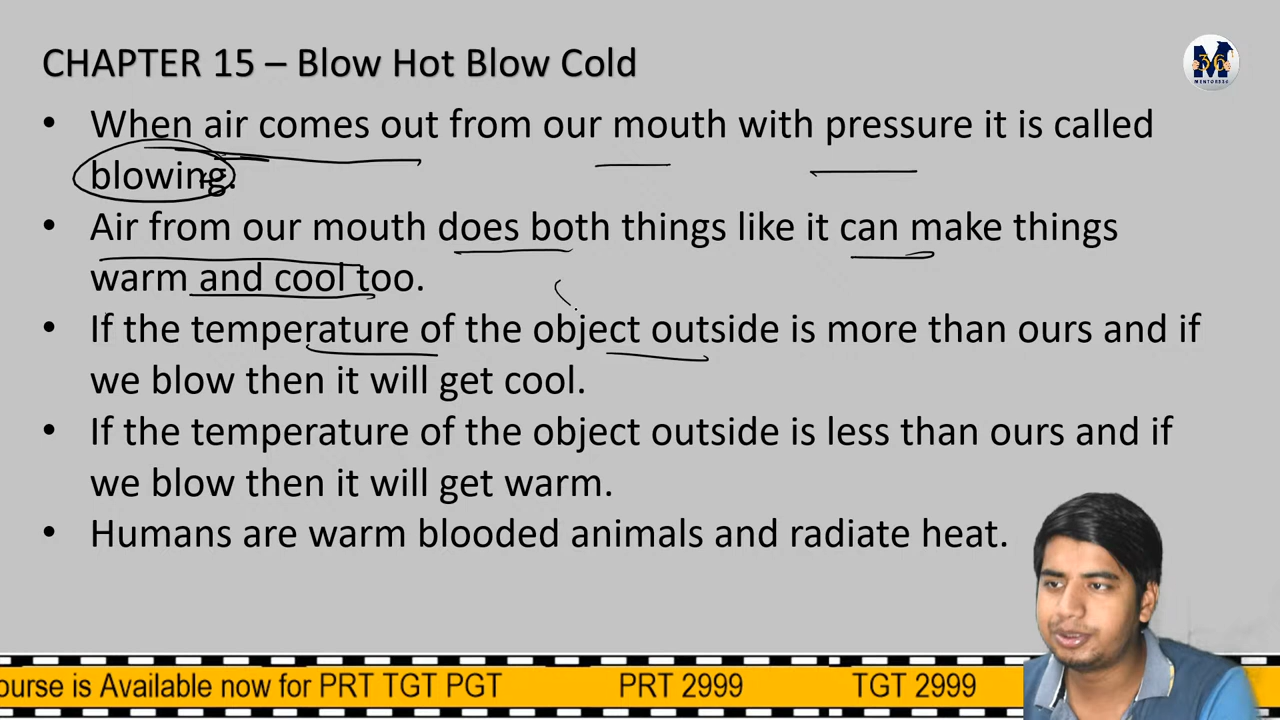 CHAPTER 15 – Blow Hot Blow Cold
• When air comes out from our mouth with pressure it is called
blowing.
• Air from our mouth does both things like it can make things
warm and cool too.
• If the temperature of the object outside is more than ours and if
we blow then it will get cool.
• If the temperature of the object outside is less than ours and if
we blow then it will get warm.
• Humans are warm blooded animals and radiate heat.
M
36
MENTORS36
ourse is Available now for PRT TGT PGT PRT 2999 TGT 2999